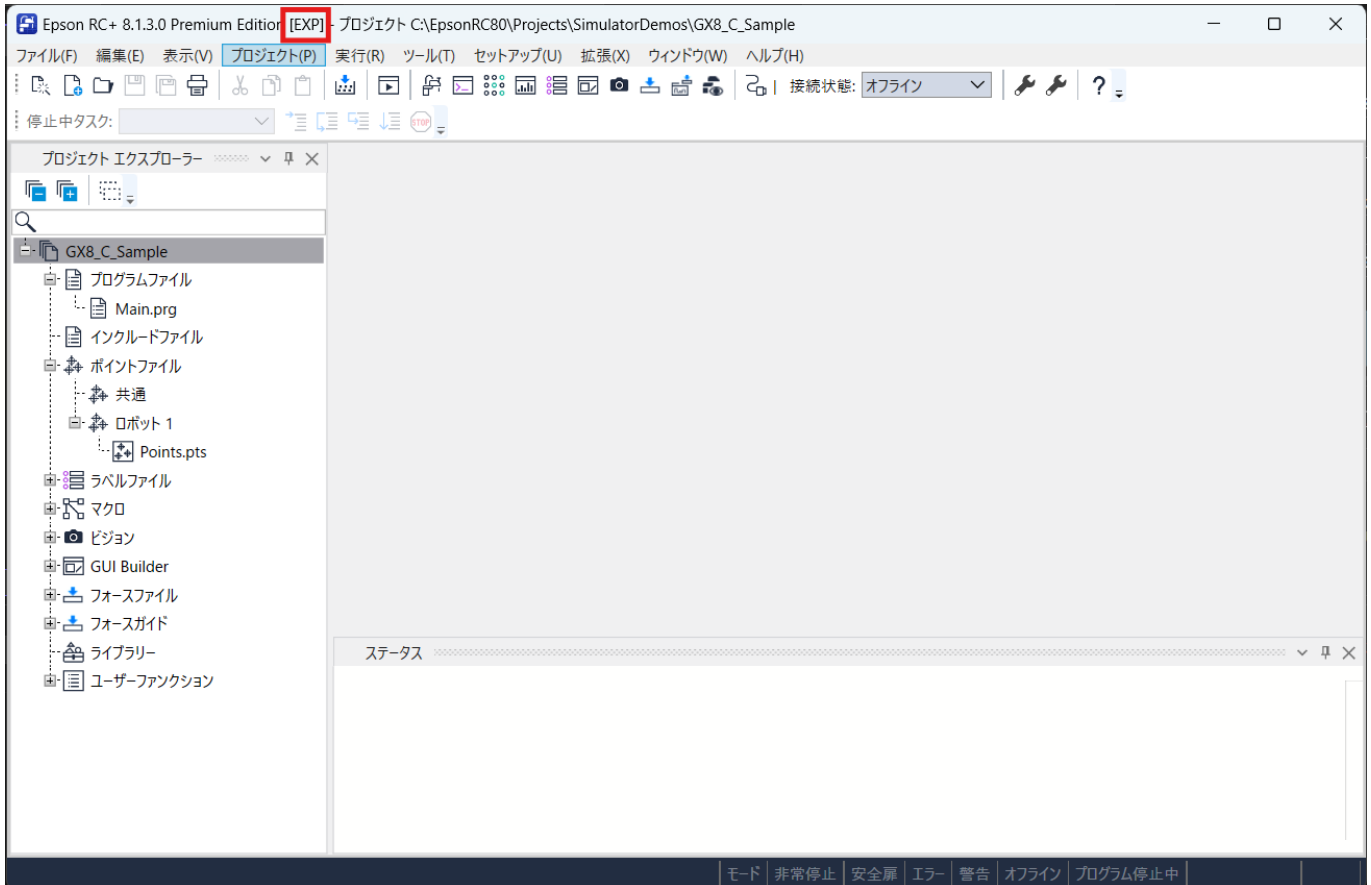 Epson RC+ 8.1.3.0 Premium Edition [EXP] - プロジェクト C:\EpsonRC80\Projects\SimulatorDemos\GX8_C_Sample
ファイル(F) 編集(E) 表示(V) プロジェクト(P) 実行(R) ツール(T) セットアップ(U) 拡張(X) ウィンドウ(W) ヘルプ(H)
接続状態: オフライン
停止中タスク:
STOP
プロジェクト エクスプローラー
GX8_C_Sample
プログラムファイル
Main.prg
インクルードファイル
ポイントファイル
共通
ロボット 1
Points.pts
ラベルファイル
マクロ
ビジョン
GUI Builder
フォースファイル
フォースガイド
ライブラリー
ユーザーファンクション
ステータス
モード 非常停止 安全扉 エラー 警告 オフライン プログラム停止中